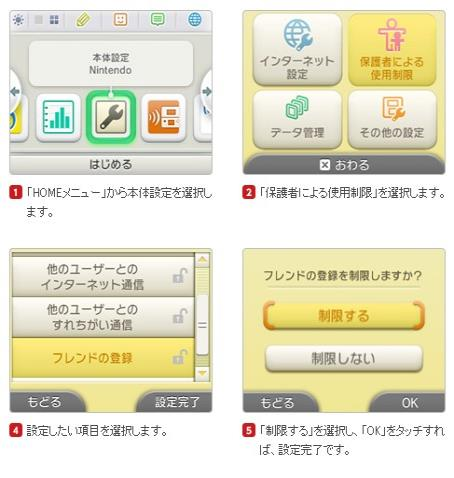 本体設定
Nintendo
はじめる
1 「HOMEメニュー」から本体設定を選択し
ます。
インターネット
設定
保護者による
使用制限
データ管理
その他の設定
× おわる
2 「保護者による使用制限」を選択します。
他のユーザーとの
インターネット通信
他のユーザーとの
すれちがい通信
フレンドの登録
もどる 設定完了
4 設定したい項目を選択します。
フレンドの登録を制限しますか?
制限する
制限しない
もどる OK
5 「制限する」を選択し、「OK」をタッチすれ
ば、設定完了です。